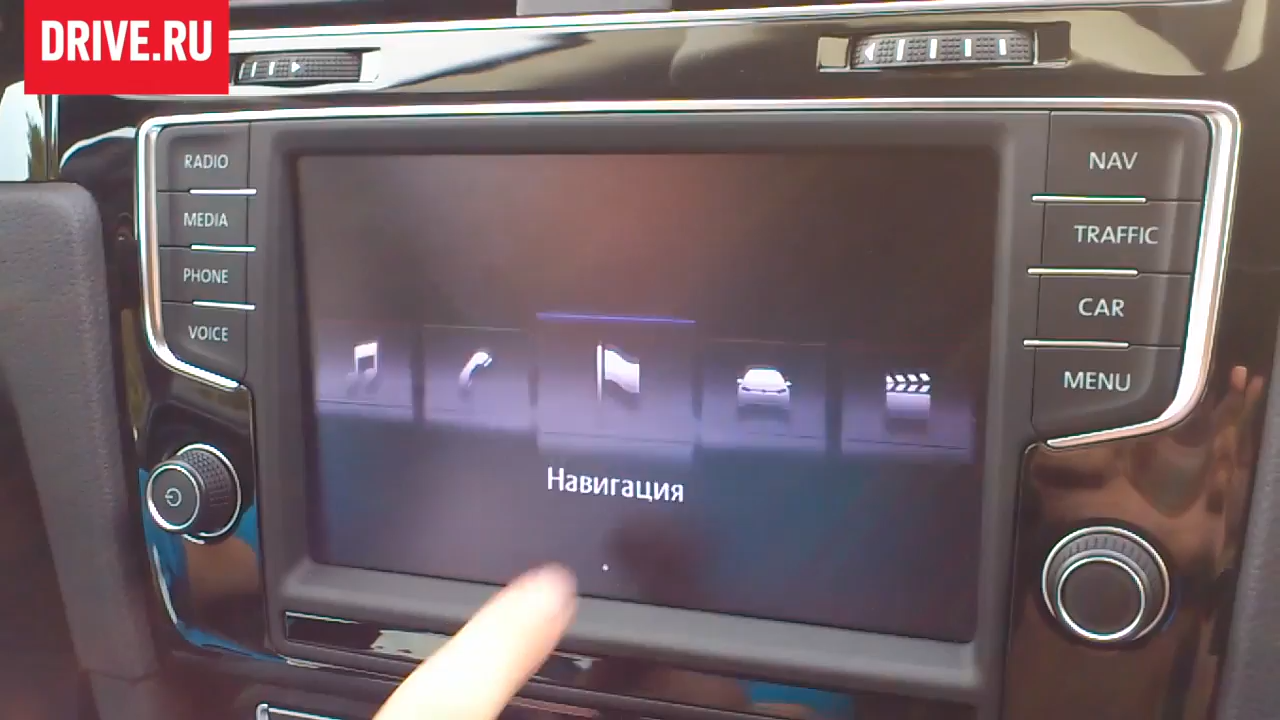 DRIVE.RU
RADIO
MEDIA
PHONE
VOICE
NAV
TRAFFIC
CAR
MENU
Навигация